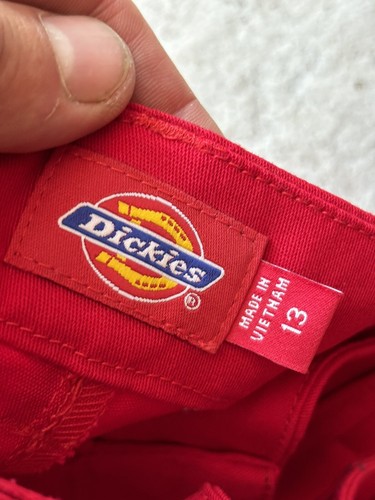 Dickies
®
MADE IN
VIETNAM
13